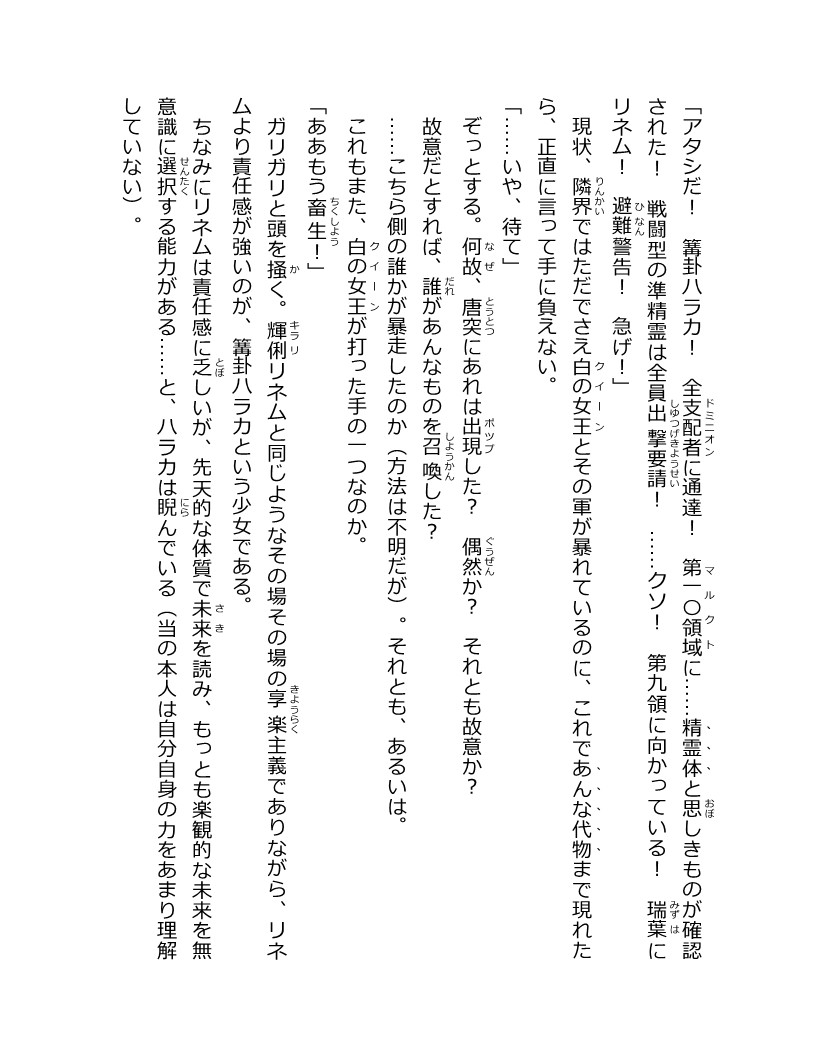 「アタシだ！　篝卦ハラカ！　全支配者に通達！　第一〇領域に……精霊体と思しきものが確認
された！　戦闘型の準精霊は全員出撃要請！　……クソ！　第九領に向かっている！　瑞葉に
リネム！　避難警告！　急げ！」
　現状、隣界ではただでさえ白の女王とその軍が暴れているのに、これであんな代物まで現れた
ら、正直に言って手に負えない。
「……いや、待て」
　ぞっとする。何故、唐突にあれは出現した？　偶然か？　それとも故意か？
　故意だとすれば、誰があんなものを召喚した？
　……こちら側の誰かが暴走したのか（方法は不明だが）。それとも、あるいは。
　これもまた、白の女王が打った手の一つなのか。
「ああもう畜生！」
　ガリガリと頭を掻く。輝俐リネムと同じようなその場その場の享楽主義でありながら、リネ
ムより責任感が強いのが、篝卦ハラカという少女である。
　ちなみにリネムは責任感に乏しいが、先天的な体質で未来を読み、もっとも楽観的な未来を無
意識に選択する能力がある……と、ハラカは睨んでいる（当の本人は自分自身の力をあまり理解
していない）。